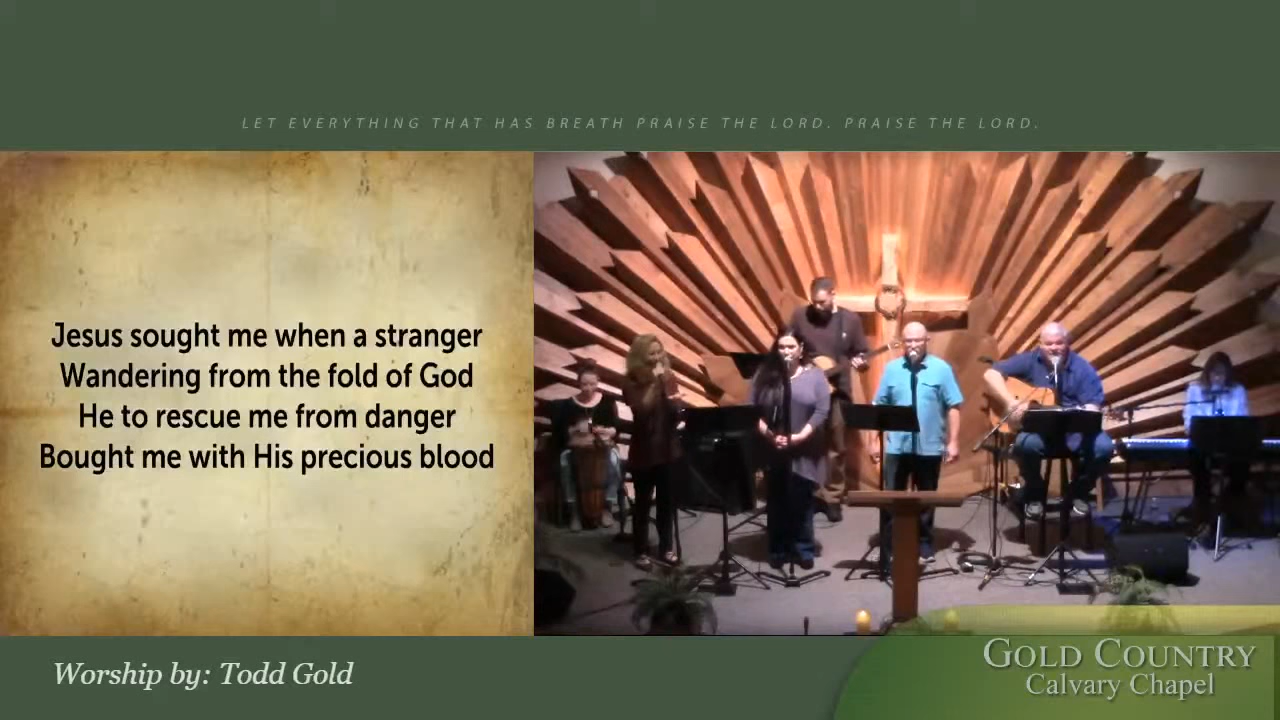 LET EVERYTHING THAT HAS BREATH PRAISE THE LORD. PRAISE THE LORD.
Jesus sought me when a stranger
Wandering from the fold of God
He to rescue me from danger
Bought me with His precious blood
Worship by: Todd Gold
GOLD COUNTRY
Calvary Chapel